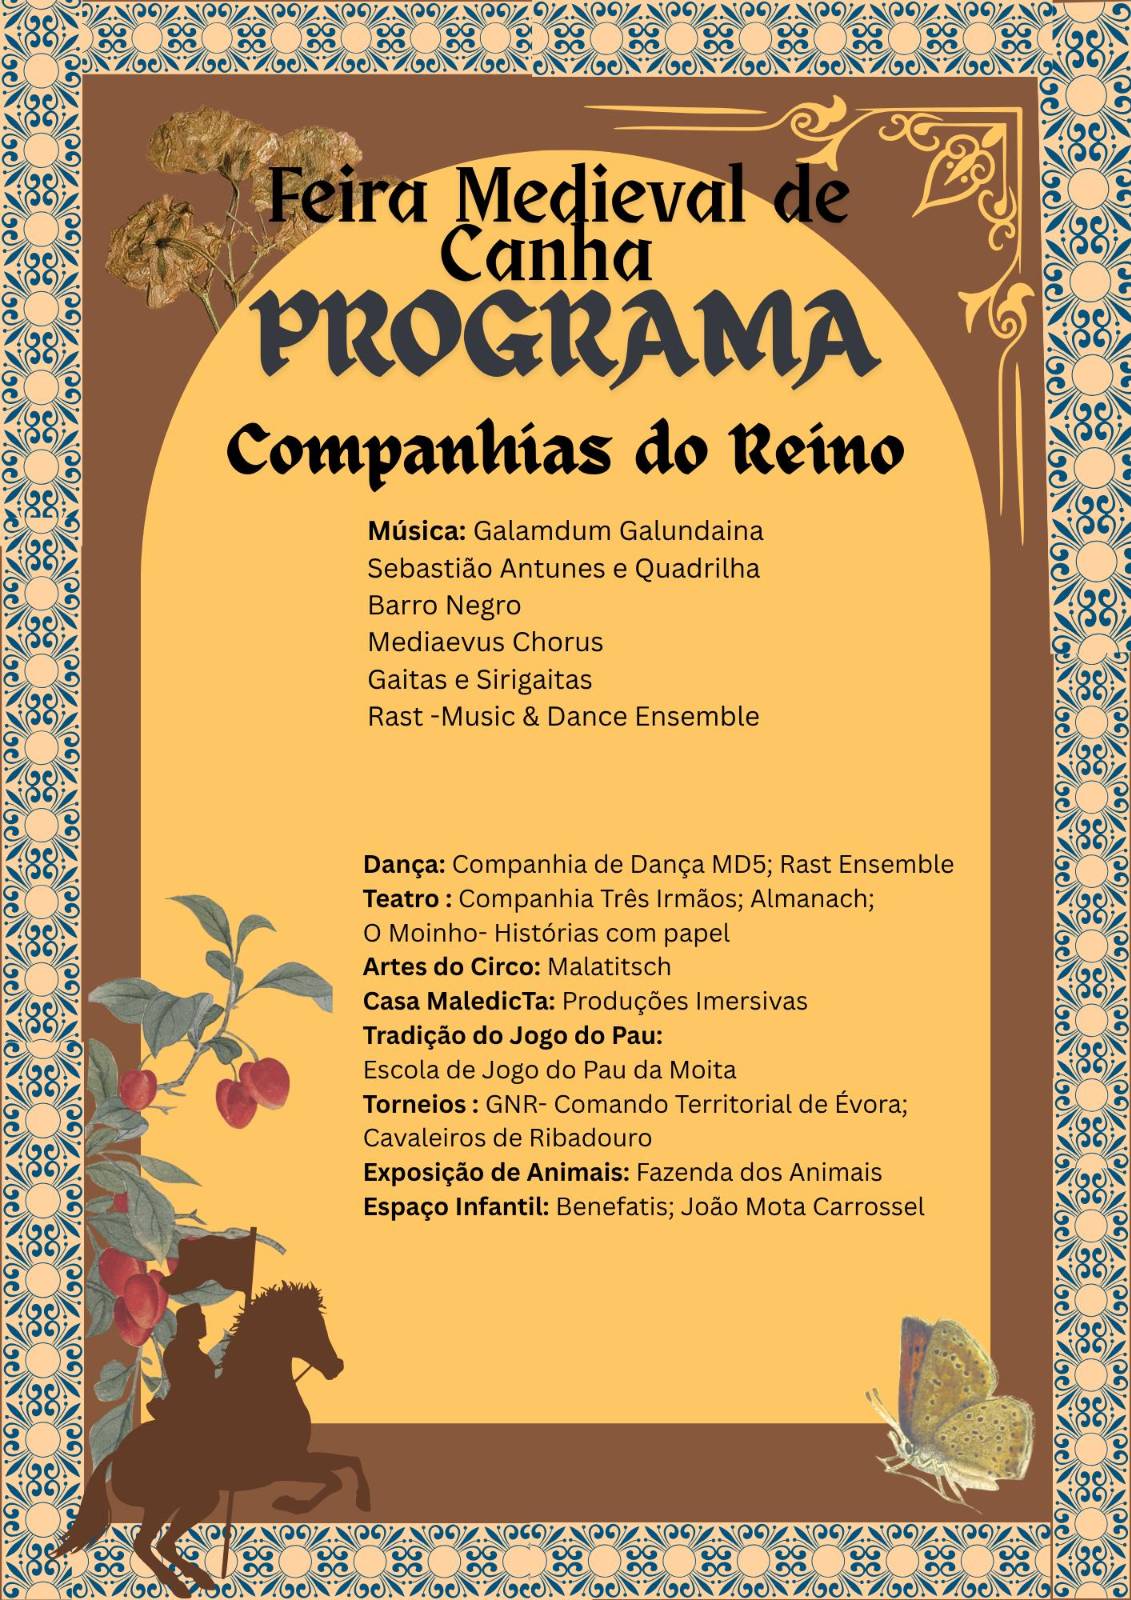 Feira Medieval de
Canha
PROGRAMA
Companhias do Reino
Música: Galamdum Galundaina
Sebastião Antunes e Quadrilha
Barro Negro
Mediaevus Chorus
Gaitas e Sirigaitas
Rast -Music & Dance Ensemble
Dança: Companhia de Dança MD5; Rast Ensemble
Teatro : Companhia Três Irmãos; Almanach;
O Moinho- Histórias com papel
Artes do Circo: Malatitsch
Casa MaledicTa: Produções Imersivas
Tradição do Jogo do Pau:
Escola de Jogo do Pau da Moita
Torneios : GNR- Comando Territorial de Évora;
Cavaleiros de Ribadouro
Exposição de Animais: Fazenda dos Animais
Espaço Infantil: Benefatis; João Mota Carrossel